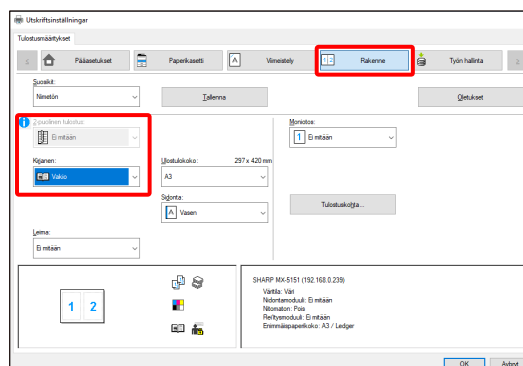 Utskriftsinställningar
Tulostusmääritykset
Pääasetukset
Paperikasetti
Viimeistely
Rakenne
Työn hallinta
Suosikit:
Nimetön
Tallenna
Oletukset
2-puolinen tulostus:
Ei mitään
Kirjanen:
Vakio
Ulostulokoko: 297 x 420 mm
A3
Sidonta:
Vasen
Moniotos:
Ei mitään
Tulostuskohta...
Leima:
Ei mitään
1 2
SHARP MX-5151 (192.168.0.239)
Väritila: Väri
Nidontamoduuli: Ei mitään
Nitomaton: Pois
Rei'itysmoduuli: Ei mitään
Enimmäispaperikoko: A3 / Ledger
OK